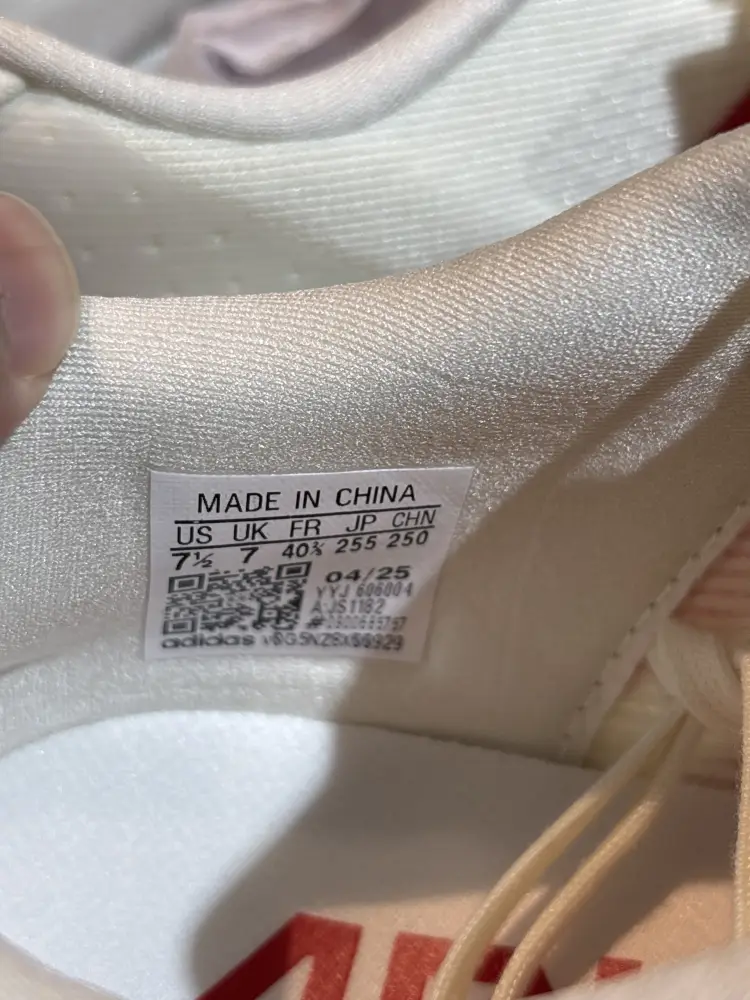 MADE IN CHINA
US UK FR JP CHN
7½ 7 40⅔ 255 250
04/25
YYJ 606004
A:JS1182
adidas